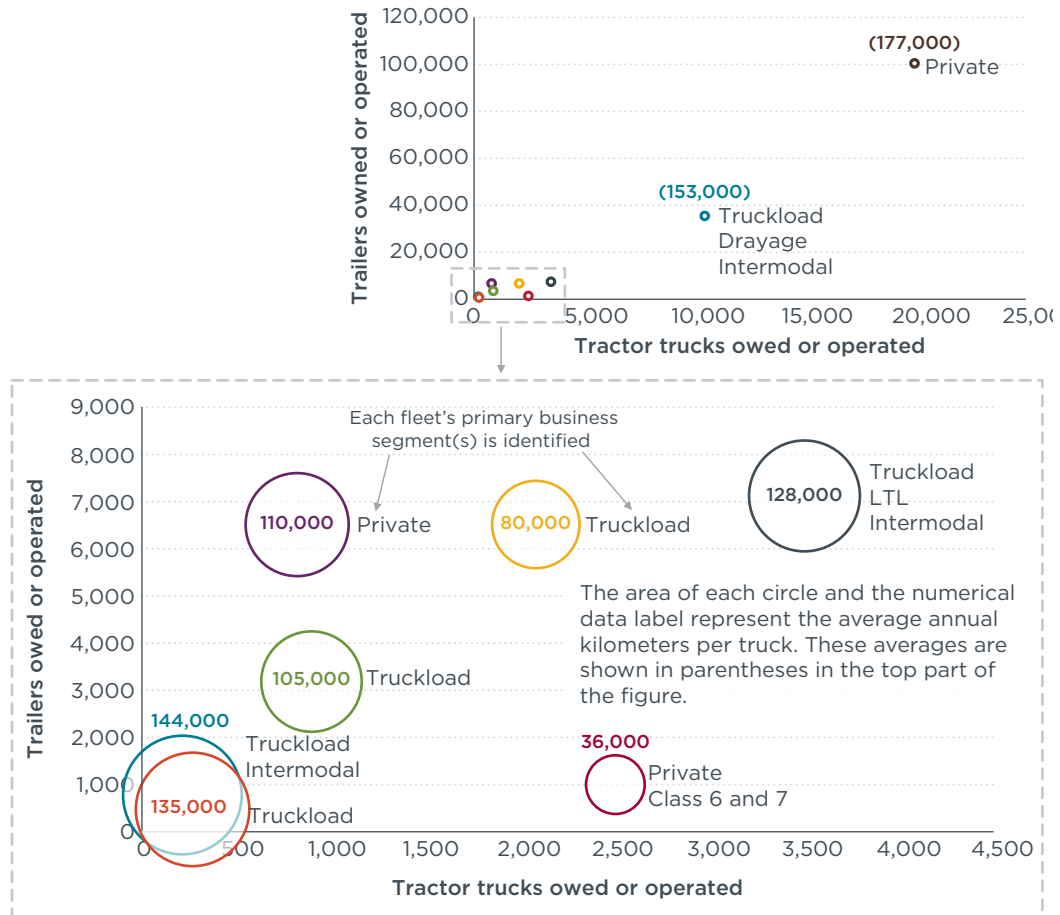 Trailers owned or operated
120,000
100,000
80,000
60,000
40,000
20,000
0
(177,000)
Private
(153,000)
Truckload
Drayage
Intermodal
0 5,000 10,000 15,000 20,000 25,0
Tractor trucks owed or operated
Trailers owed or operated
9,000
8,000
7,000
6,000
5,000
4,000
3,000
2,000
1,000
0
Each fleet's primary business
segment(s) is identified
110,000 Private
80,000 Truckload
128,000
Truckload
LTL
Intermodal
The area of each circle and the numerical
data label represent the average annual
kilometers per truck. These averages are
shown in parentheses in the top part of
the figure.
105,000 Truckload
144,000
Truckload
Intermodal
135,000 Truckload
36,000
Private
Class 6 and 7
0 500 1,000 1,500 2,000 2,500 3,000 3,500 4,000 4,500
Tractor trucks owed or operated